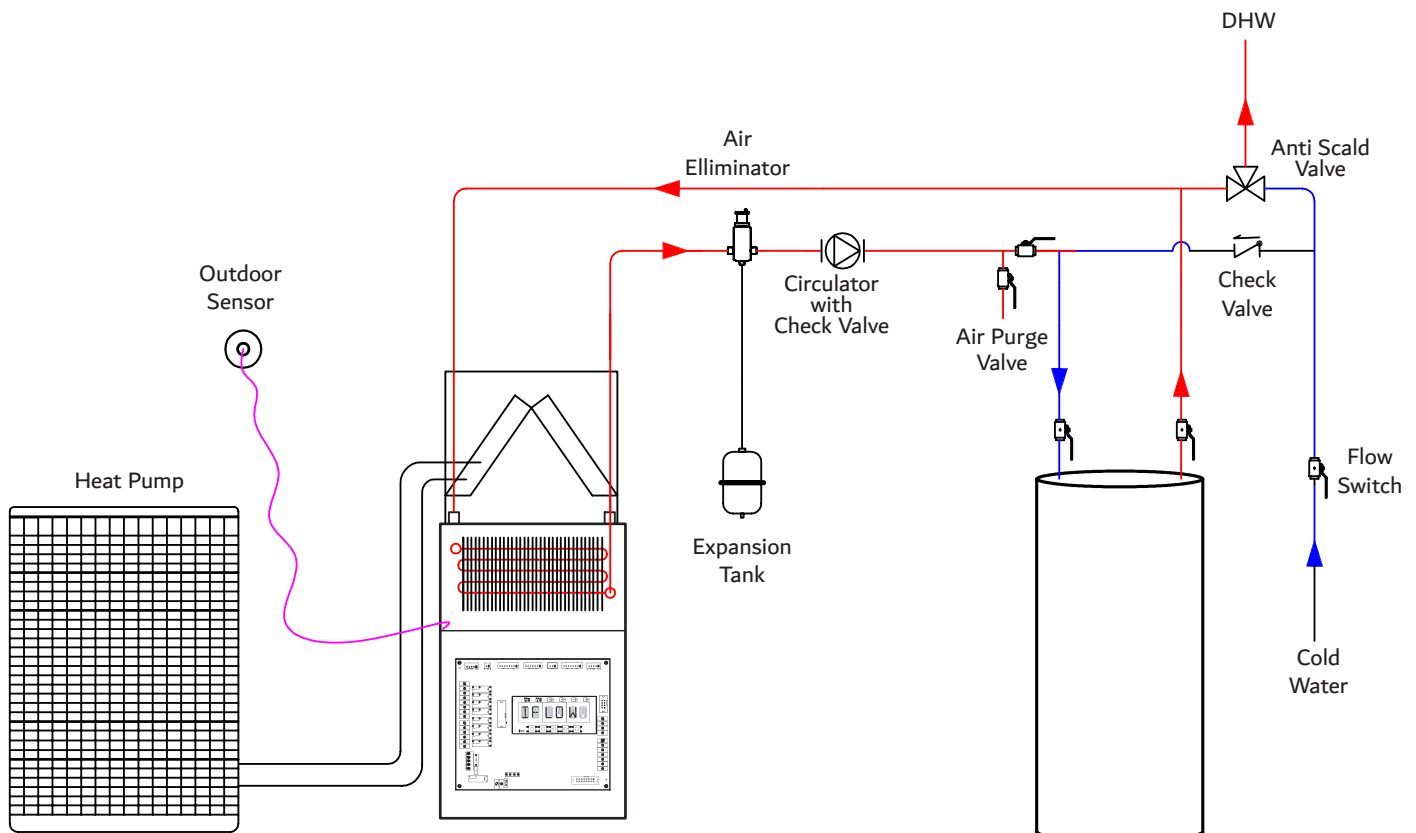 DHW
Air
Elliminator
Anti Scald
Valve
Outdoor
Sensor
Circulator
with
Check Valve
Check
Valve
Air Purge
Valve
Heat Pump
Flow
Switch
Expansion
Tank
Cold
Water